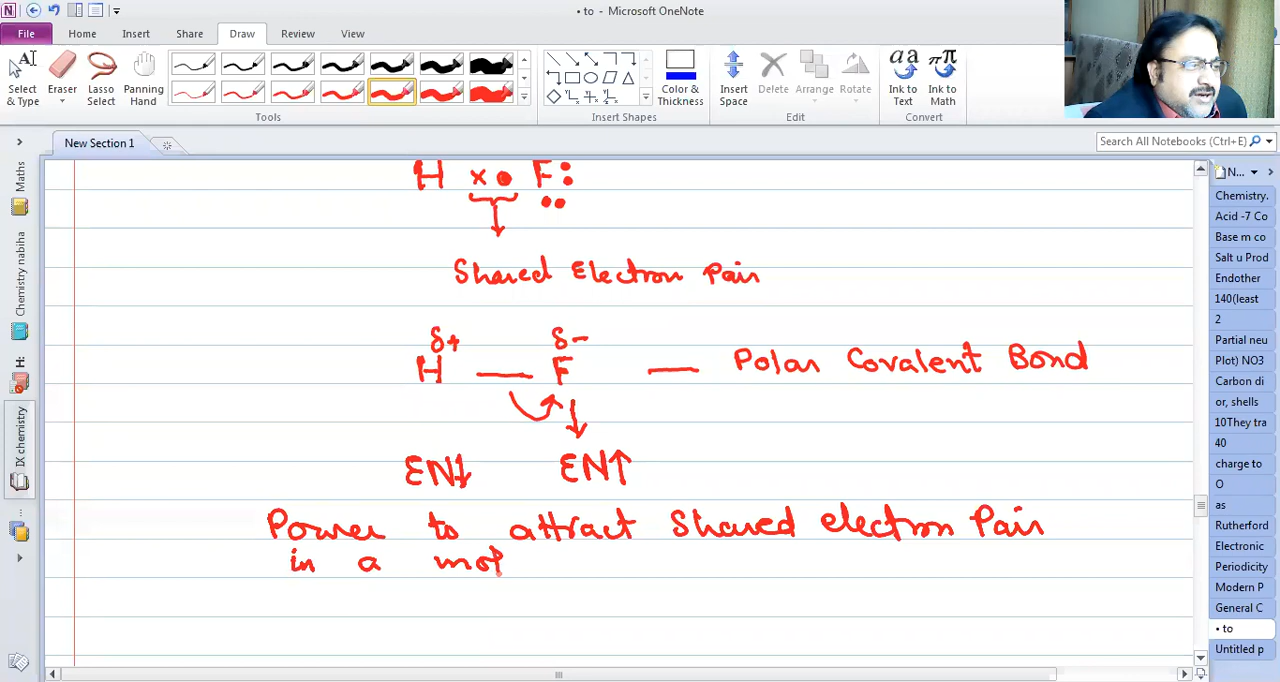 • to - Microsoft OneNote
File Home Insert Share Draw Review View
Select & Type
Eraser
Lasso Select
Panning Hand
Color & Thickness
Insert Space
Delete
Arrange
Rotate
Ink to Text
Ink to Math
Tools
Insert Shapes
Edit
Convert
New Section 1
Search All Notebooks (Ctrl+E)
Maths
Chemistry nabiha
H
IX chemistry
H x• F:
••
Shared Electron Pair
δ+ δ-
H — F — Polar Covalent Bond
EN↓ EN↑
Power to attract Shared electron Pair
in a mol
N...
Chemistry.
Acid -7 Co
Base m co
Salt u Prod
Endother
140(least
2
Partial neu
Plot) NO3
Carbon di
or, shells
10They tra
40
charge to
O
as
Rutherford
Electronic
Periodicity
Modern P
General C
• to
Untitled p